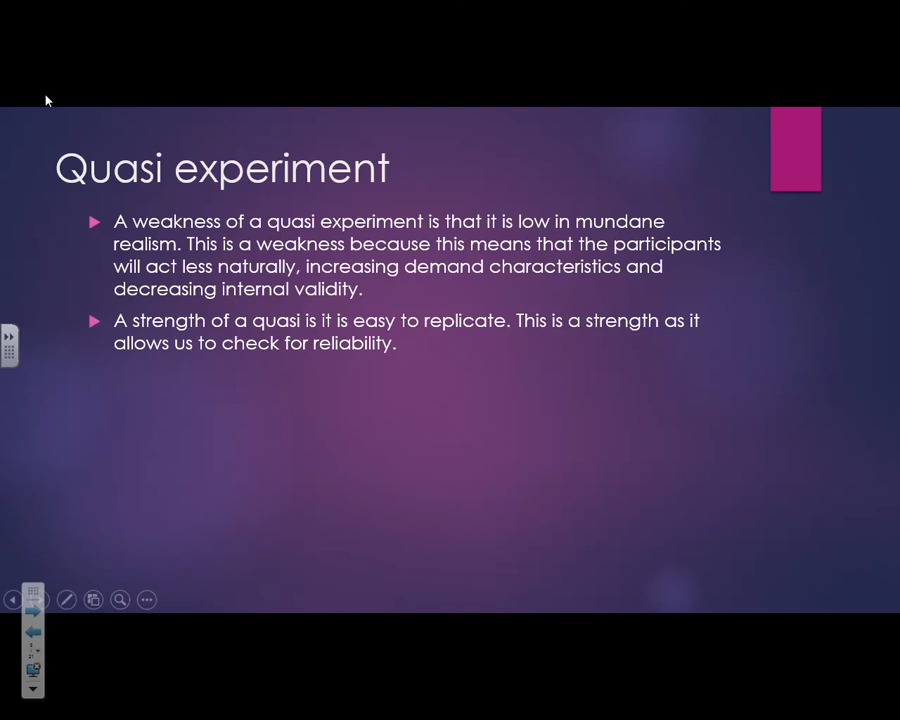 Quasi experiment
A weakness of a quasi experiment is that it is low in mundane
realism. This is a weakness because this means that the participants
will act less naturally, increasing demand characteristics and
decreasing internal validity.
A strength of a quasi is it is easy to replicate. This is a strength as it
allows us to check for reliability.